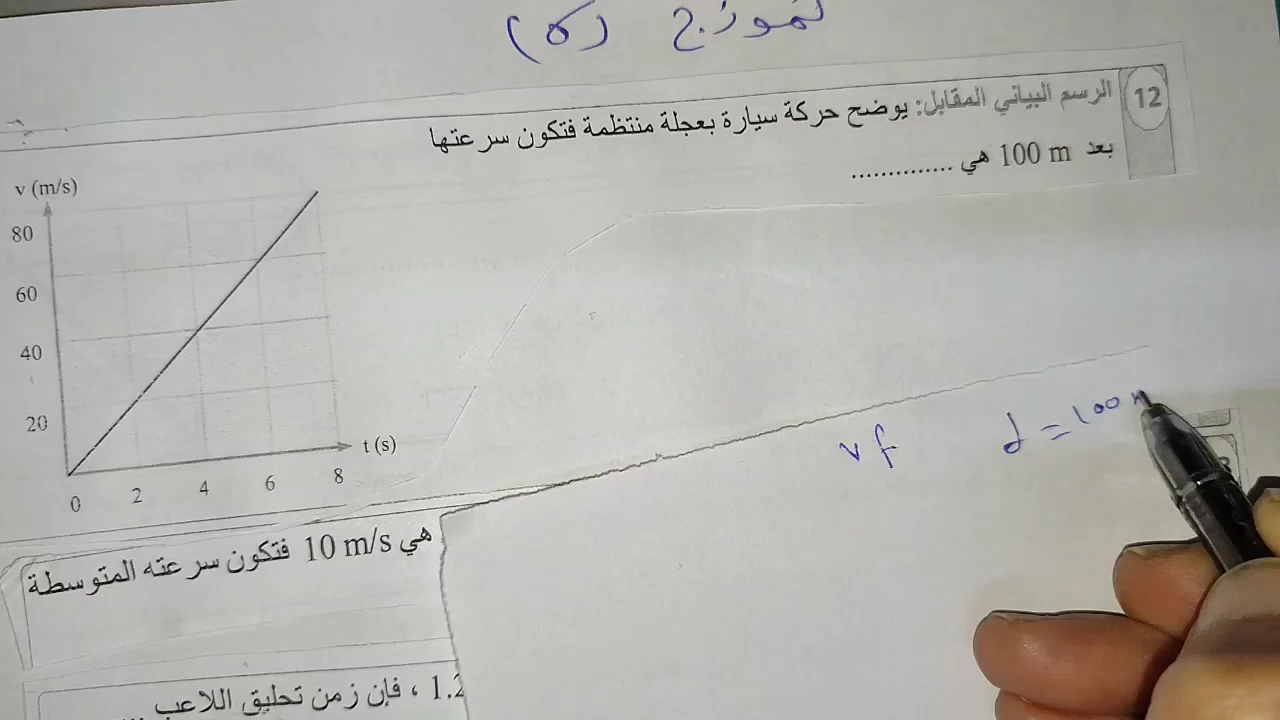 نموذج (٥)
12 الرسم البياني المقابل: يوضح حركة سيارة بعجلة منتظمة فتكون سرعتها
بعد 100 m هي ..............
v (m/s)
80
60
40
20
0 2 4 6 8 t (s)
vf d = 100 m
هي 10 m/s فتكون سرعته المتوسطة
1.2 ، فإن زمن تحليق اللاعب ...